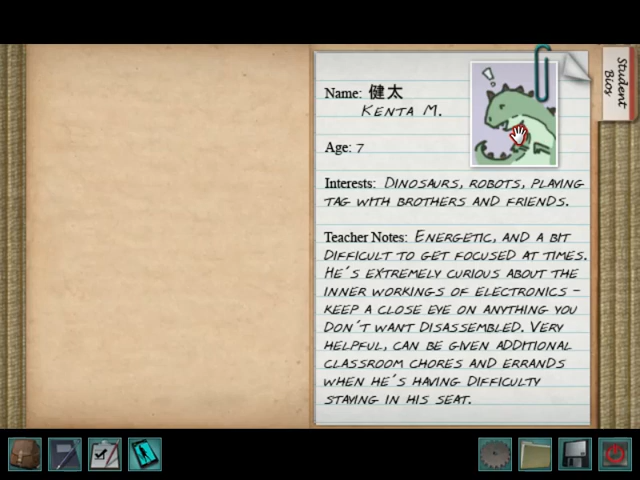 Student
Bios
Name: 健太
KENTA M.
Age: 7
Interests: DINOSAURS, ROBOTS, PLAYING
TAG WITH BROTHERS AND FRIENDS.
Teacher Notes: ENERGETIC, AND A BIT
DIFFICULT TO GET FOCUSED AT TIMES.
HE'S EXTREMELY CURIOUS ABOUT THE
INNER WORKINGS OF ELECTRONICS -
KEEP A CLOSE EYE ON ANYTHING YOU
DON'T WANT DISASSEMBLED. VERY
HELPFUL, CAN BE GIVEN ADDITIONAL
CLASSROOM CHORES AND ERRANDS
WHEN HE'S HAVING DIFFICULTY
STAYING IN HIS SEAT.